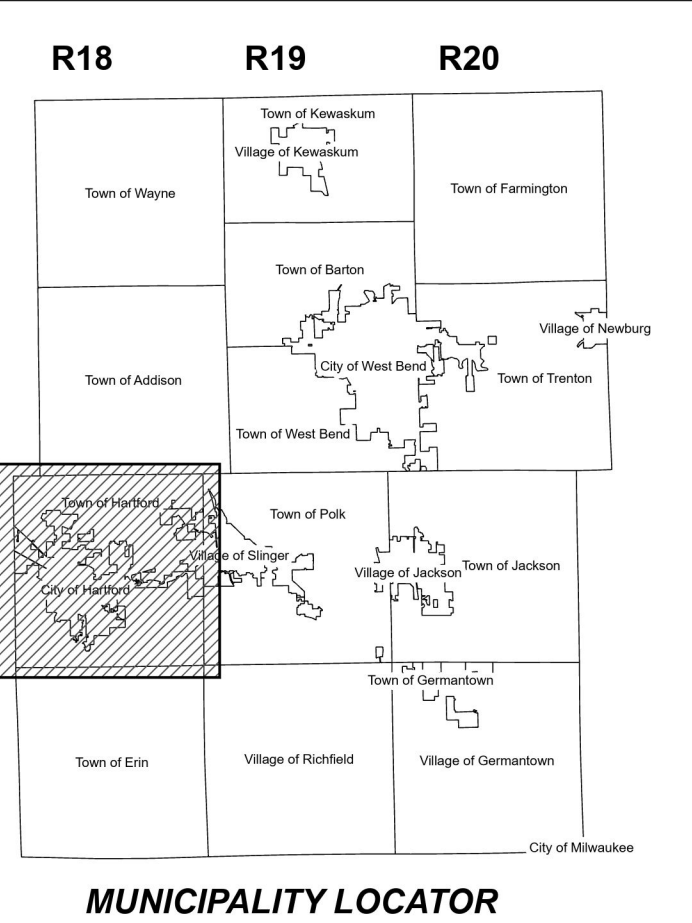 R18 R19 R20
Town of Kewaskum
Village of Kewaskum
Town of Wayne
Town of Farmington
Town of Barton
Village of Newburg
City of West Bend
Town of Addison
Town of Trenton
Town of West Bend
Town of Hartford
Town of Polk
Village of Slinger
Town of Jackson
Village of Jackson
City of Hartford
Town of Germantown
Town of Erin
Village of Richfield
Village of Germantown
City of Milwaukee
MUNICIPALITY LOCATOR